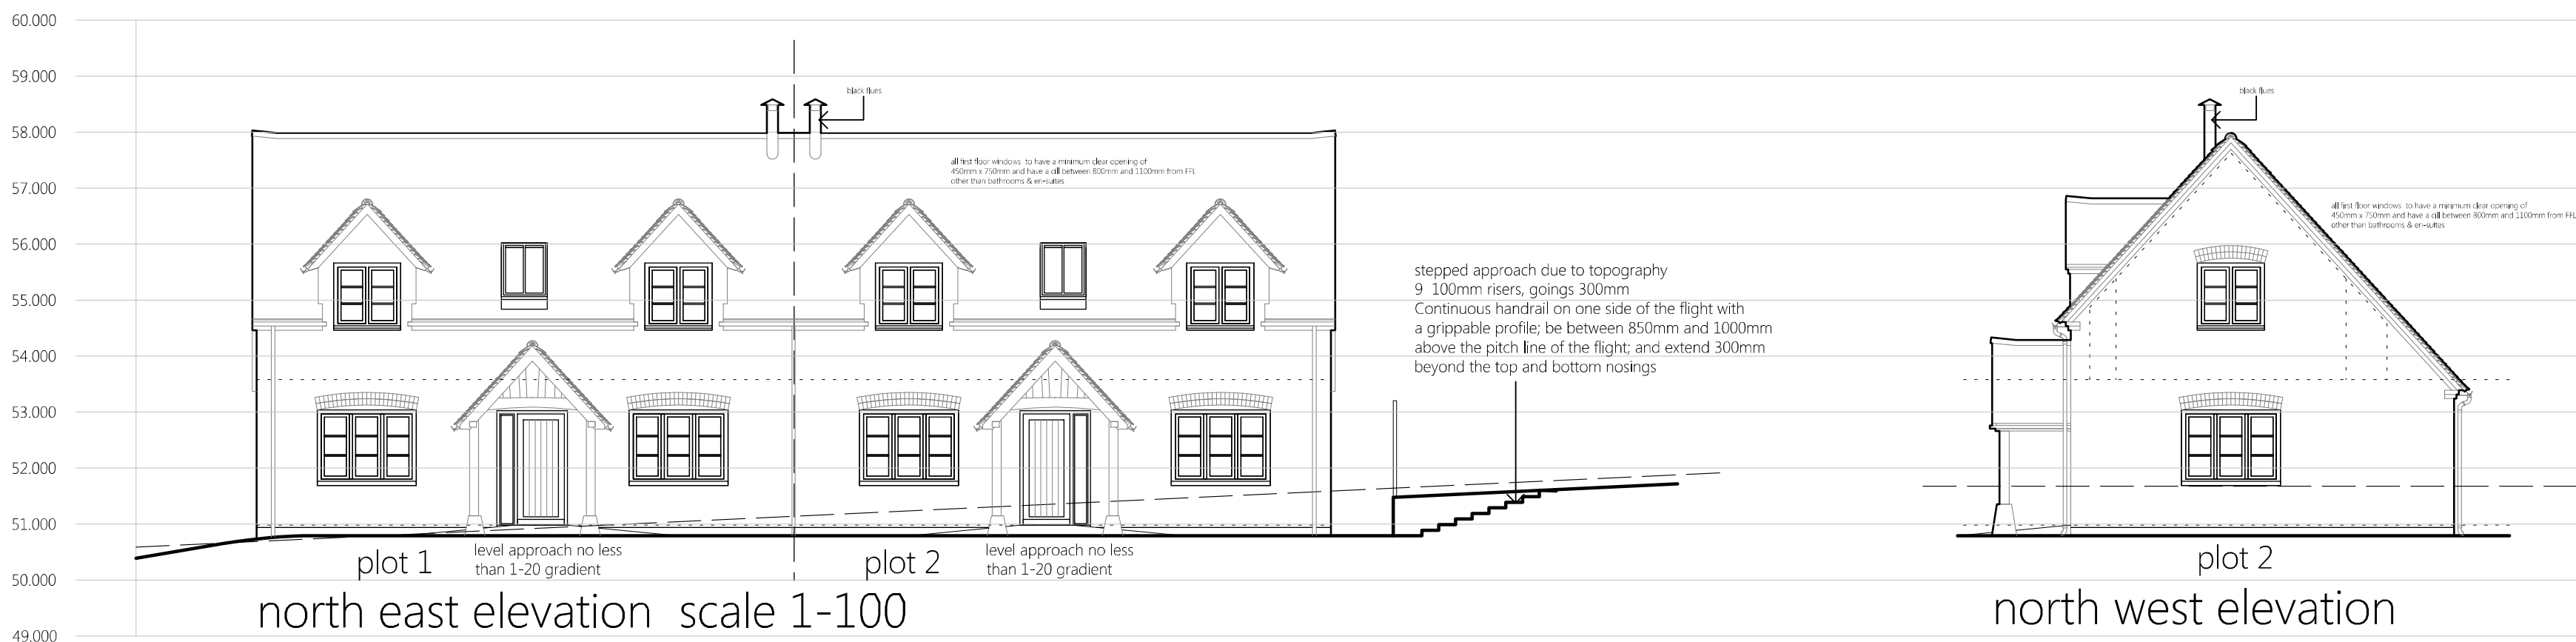 60.000
59.000
58.000
57.000
56.000
55.000
54.000
53.000
52.000
51.000
50.000
49.000
black flues
all first floor windows to have a minimum clear opening of
450mm x 750mm and have a cill between 800mm and 1100mm from FFL
other than bathrooms & en-suites
stepped approach due to topography
9 100mm risers, goings 300mm
Continuous handrail on one side of the flight with
a grippable profile; be between 850mm and 1000mm
above the pitch line of the flight; and extend 300mm
beyond the top and bottom nosings
plot 1
level approach no less
than 1-20 gradient
plot 2
level approach no less
than 1-20 gradient
north east elevation scale 1-100
black flues
all first floor windows to have a minimum clear opening of
450mm x 750mm and have a cill between 800mm and 1100mm from FFL
other than bathrooms & en-suites
plot 2
north west elevation